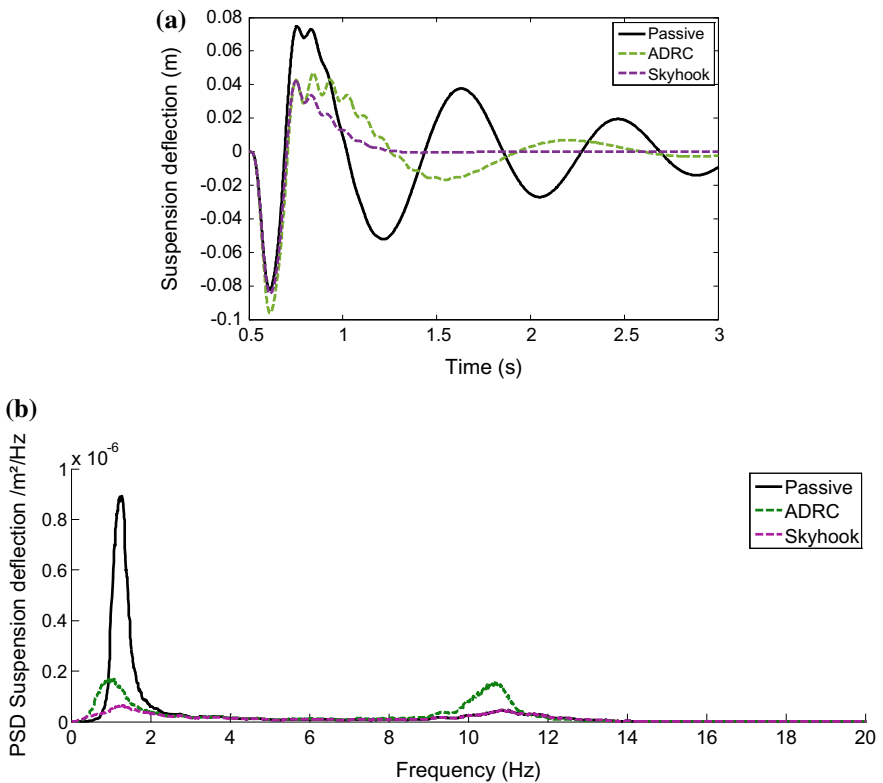 (a)
Suspension deflection (m)
0.08
0.06
0.04
0.02
0
-0.02
-0.04
-0.06
-0.08
-0.1
0.5
1
1.5
2
2.5
3
Time (s)
Passive
ADRC
Skyhook
(b)
PSD Suspension deflection /m²/Hz
x 10⁻⁶
1
0.8
0.6
0.4
0.2
0
0
2
4
6
8
10
12
14
16
18
20
Frequency (Hz)
Passive
ADRC
Skyhook